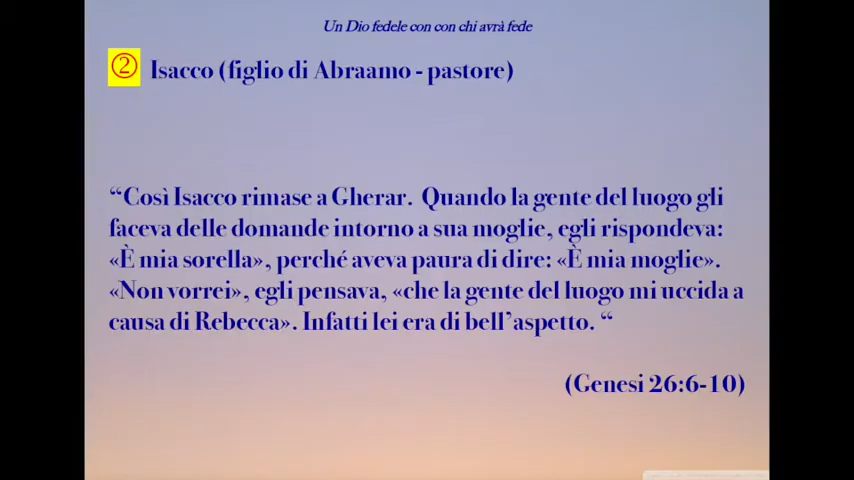 Un Dio fedele con con chi avrà fede
② Isacco (figlio di Abraamo - pastore)
“Così Isacco rimase a Gherar. Quando la gente del luogo gli
faceva delle domande intorno a sua moglie, egli rispondeva:
«È mia sorella», perché aveva paura di dire: «È mia moglie».
«Non vorrei», egli pensava, «che la gente del luogo mi uccida a
causa di Rebecca». Infatti lei era di bell’aspetto. “
(Genesi 26:6-10)